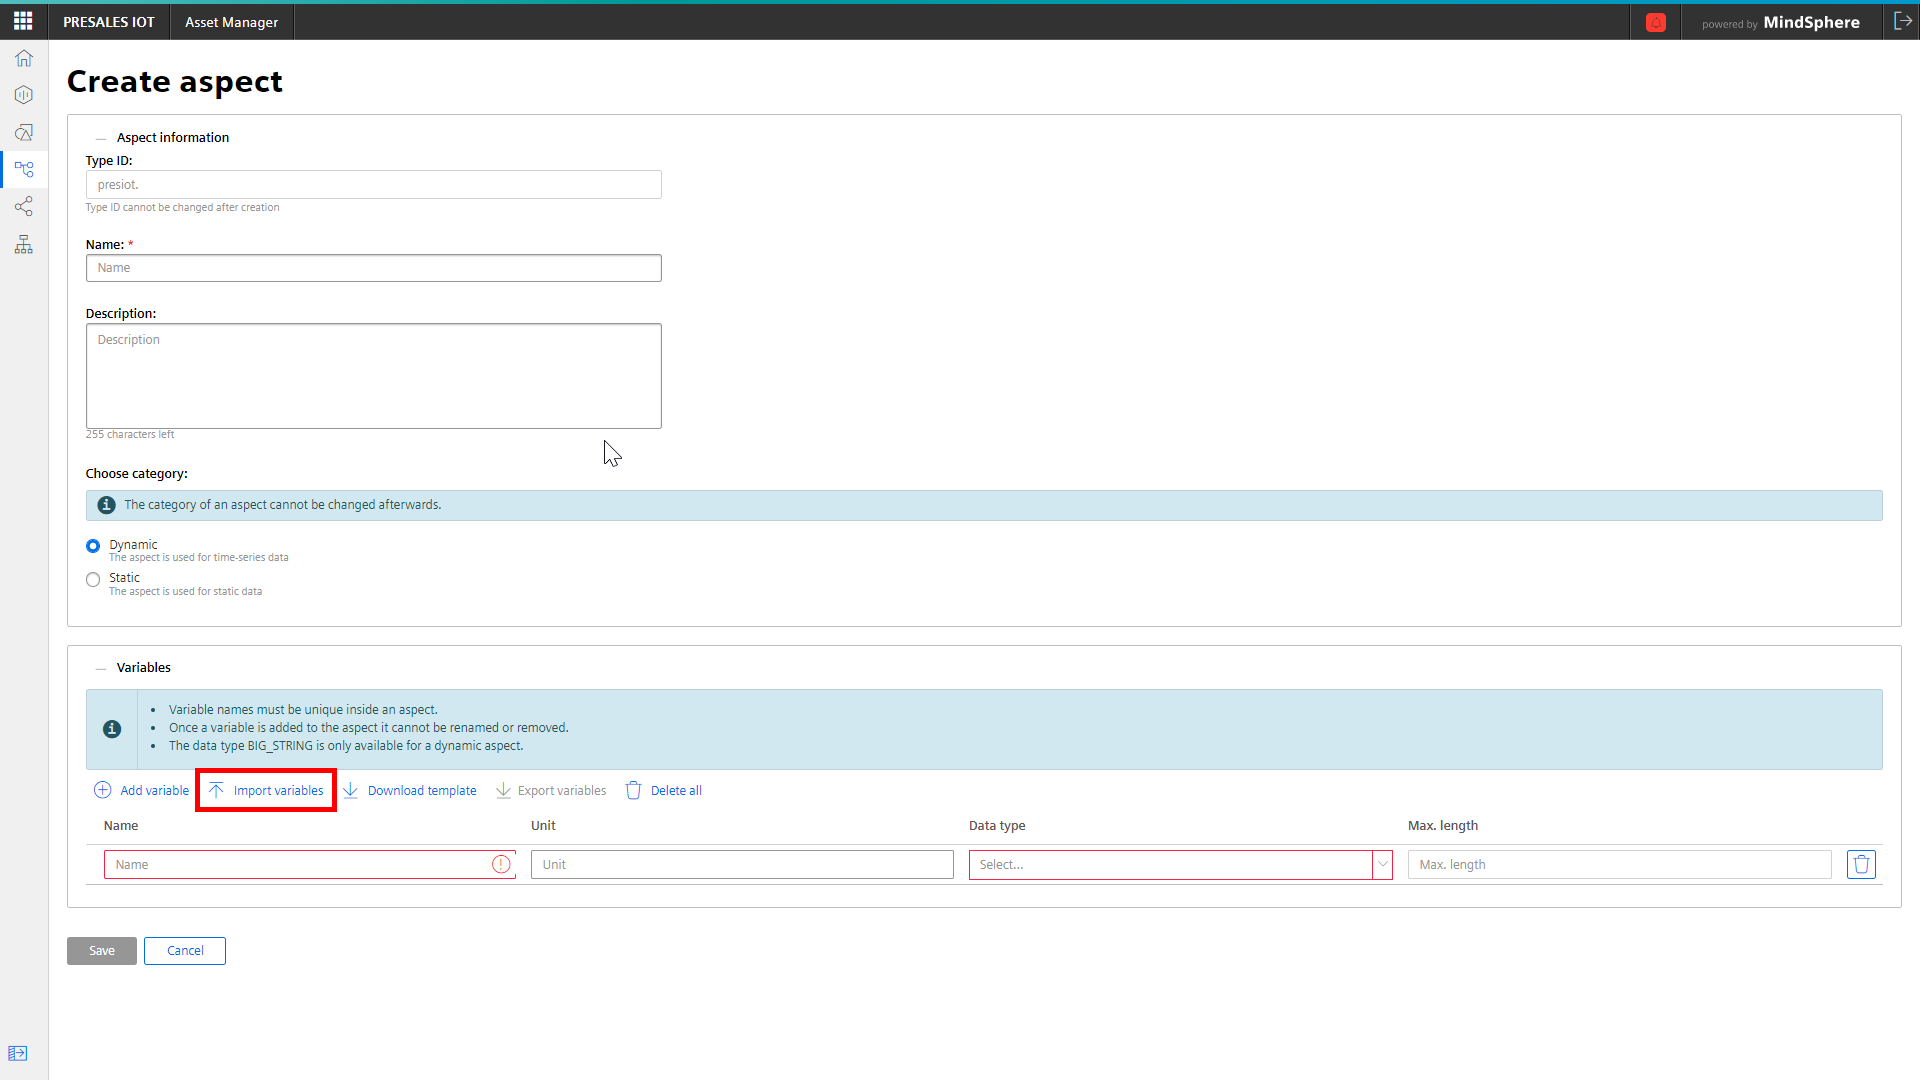 PRESALES IOT Asset Manager powered by MindSphere
Create aspect
Aspect information
Type ID:
presiot.
Type ID cannot be changed after creation
Name: *
Name
Description:
Description
255 characters left
Choose category:
The category of an aspect cannot be changed afterwards.
Dynamic
The aspect is used for time-series data
Static
The aspect is used for static data
Variables
• Variable names must be unique inside an aspect.
• Once a variable is added to the aspect it cannot be renamed or removed.
• The data type BIG_STRING is only available for a dynamic aspect.
Add variable Import variables Download template Export variables Delete all
Name Unit Data type Max. length
Name Unit Select... Max. length
Save Cancel